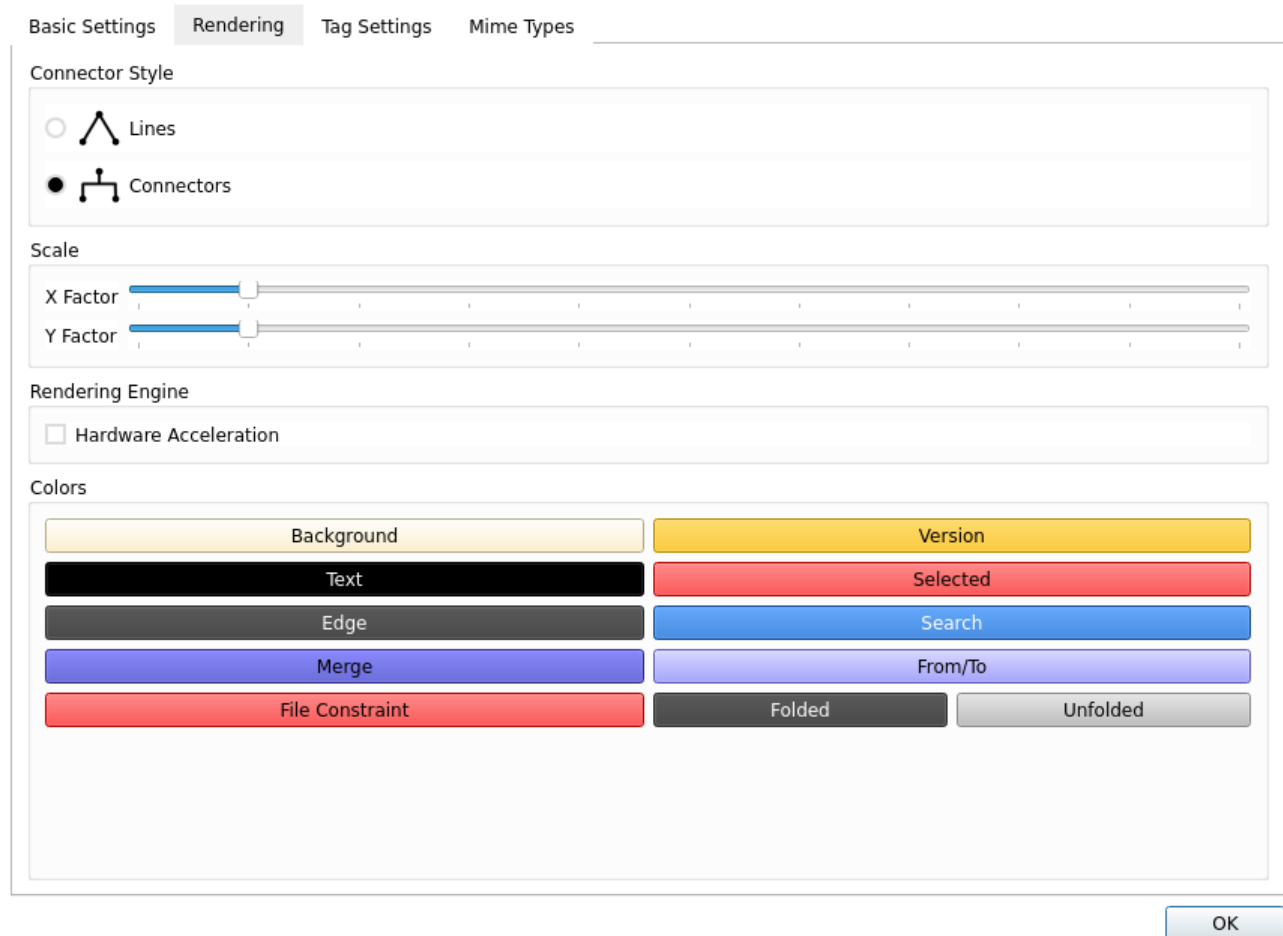 Basic Settings Rendering Tag Settings Mime Types
Connector Style
Lines
Connectors
Scale
X Factor
Y Factor
Rendering Engine
Hardware Acceleration
Colors
Background Version
Text Selected
Edge Search
Merge From/To
File Constraint Folded Unfolded
OK